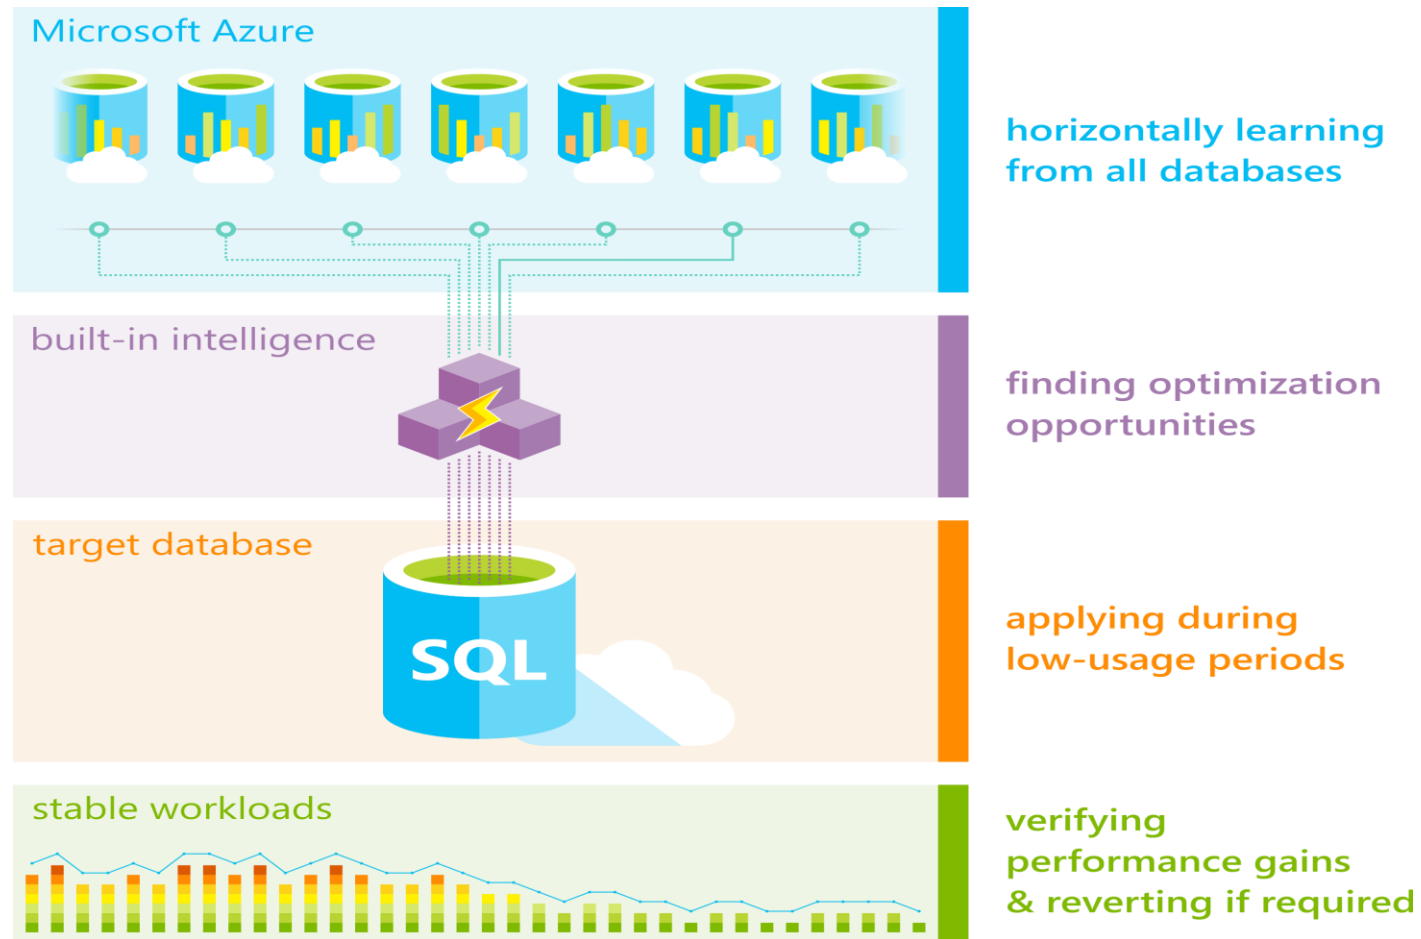 Microsoft Azure
horizontally learning
from all databases
built-in intelligence
finding optimization
opportunities
target database
SQL
applying during
low-usage periods
stable workloads
verifying
performance gains
& reverting if required